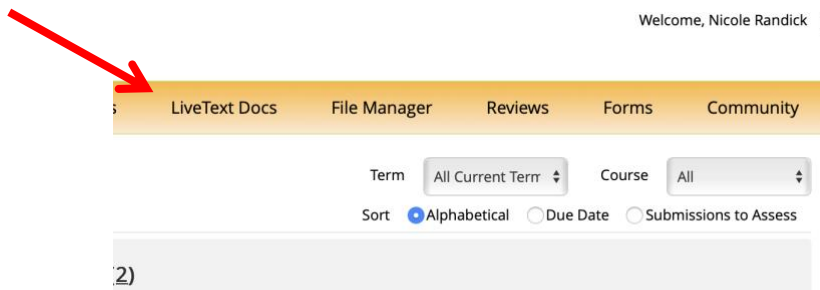 Welcome, Nicole Randick
s LiveText Docs File Manager Reviews Forms Community
Term All Current Term Course All
Sort Alphabetical Due Date Submissions to Assess
(2)